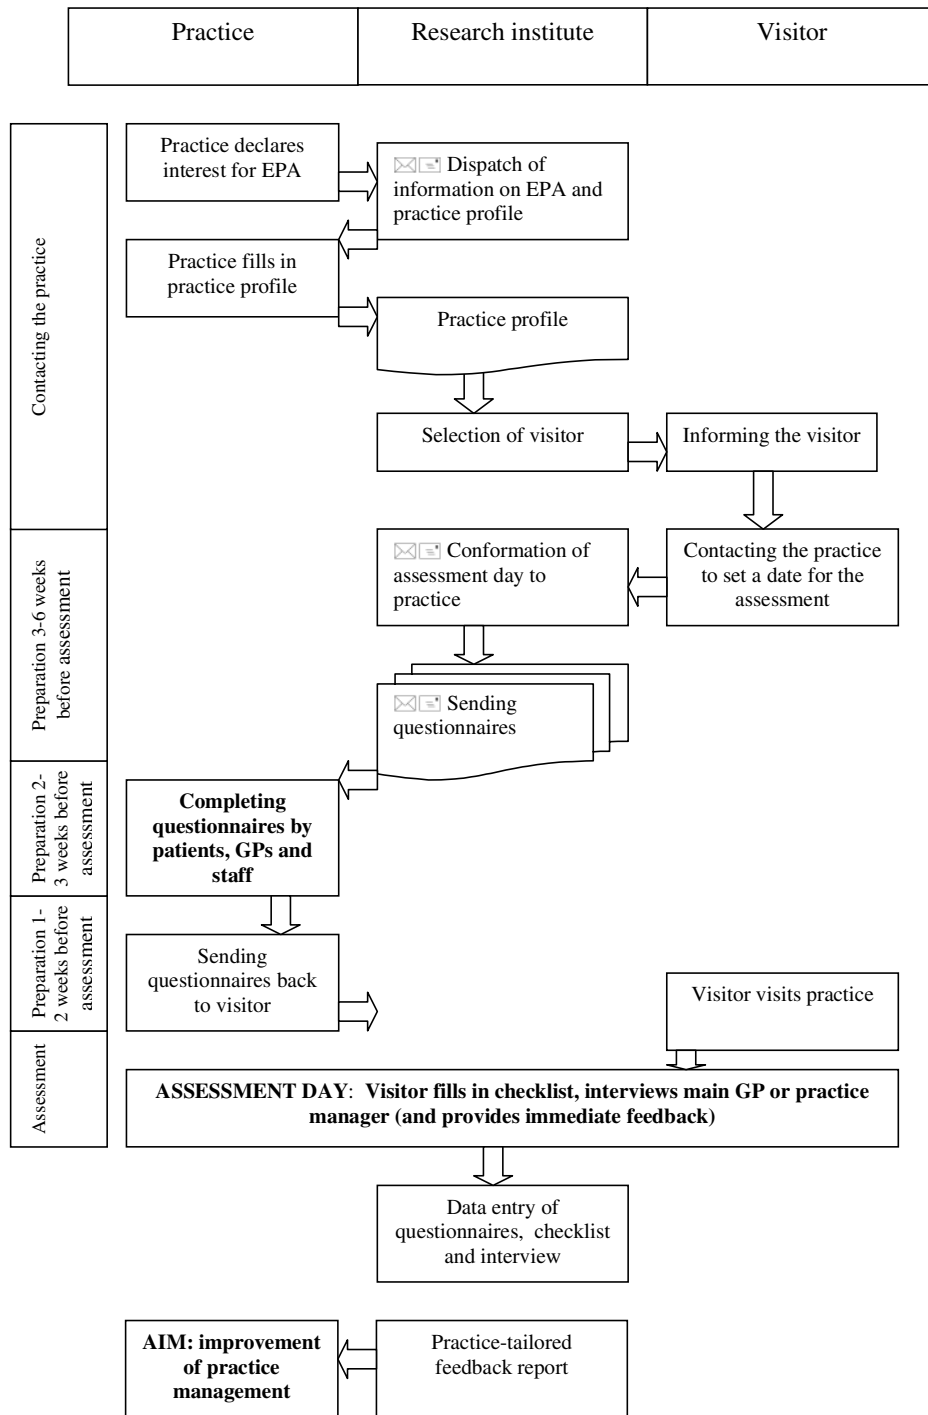 Practice
Research institute
Visitor
Contacting the practice
Practice declares
interest for EPA
Dispatch of
information on EPA and
practice profile
Practice fills in
practice profile
Practice profile
Selection of visitor
Informing the visitor
Preparation 3-6 weeks
before assessment
Conformation of
assessment day to
practice
Contacting the practice
to set a date for the
assessment
Sending
questionnaires
Preparation 2-
3 weeks before
assessment
Completing
questionnaires by
patients, GPs and
staff
Preparation 1-
2 weeks before
assessment
Sending
questionnaires back
to visitor
Visitor visits practice
Assessment
ASSESSMENT DAY: Visitor fills in checklist, interviews main GP or practice
manager (and provides immediate feedback)
Data entry of
questionnaires, checklist
and interview
AIM: improvement
of practice
management
Practice-tailored
feedback report